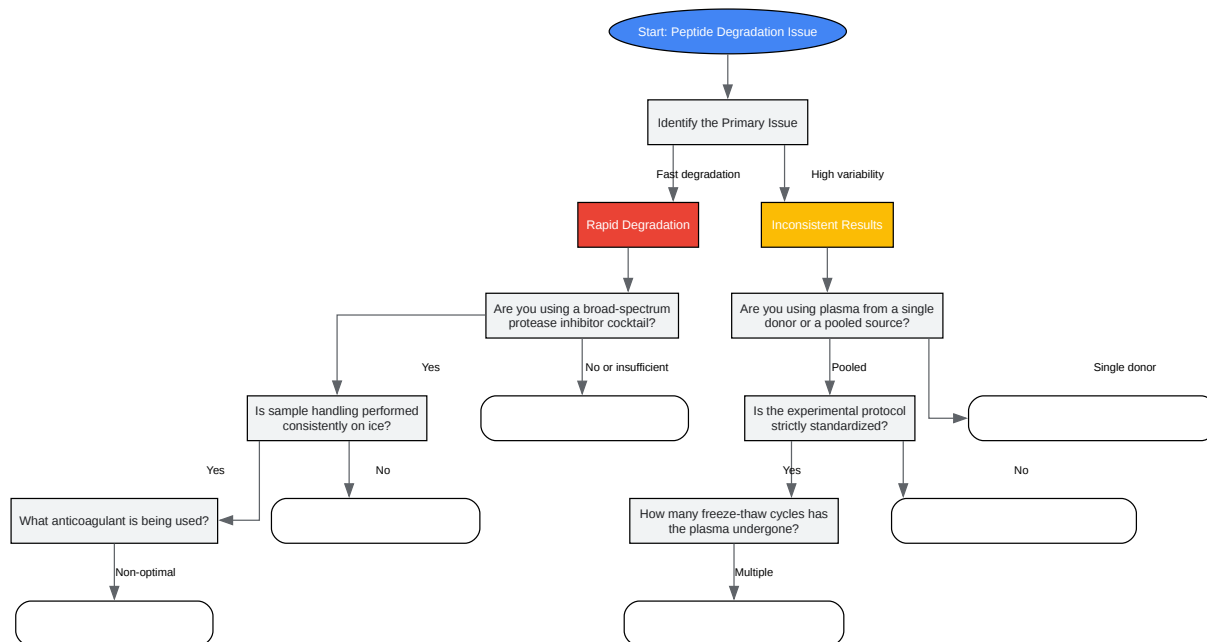 Start: Peptide Degradation Issue
Identify the Primary Issue
Fast degradation
High variability
Rapid Degradation
Inconsistent Results
Are you using a broad-spectrum
protease inhibitor cocktail?
Are you using plasma from a single
donor or a pooled source?
Yes
No or insufficient
Pooled
Single donor
Is sample handling performed
consistently on ice?
Is the experimental protocol
strictly standardized?
Yes
No
Yes
No
What anticoagulant is being used?
How many freeze-thaw cycles has
the plasma undergone?
Non-optimal
Multiple